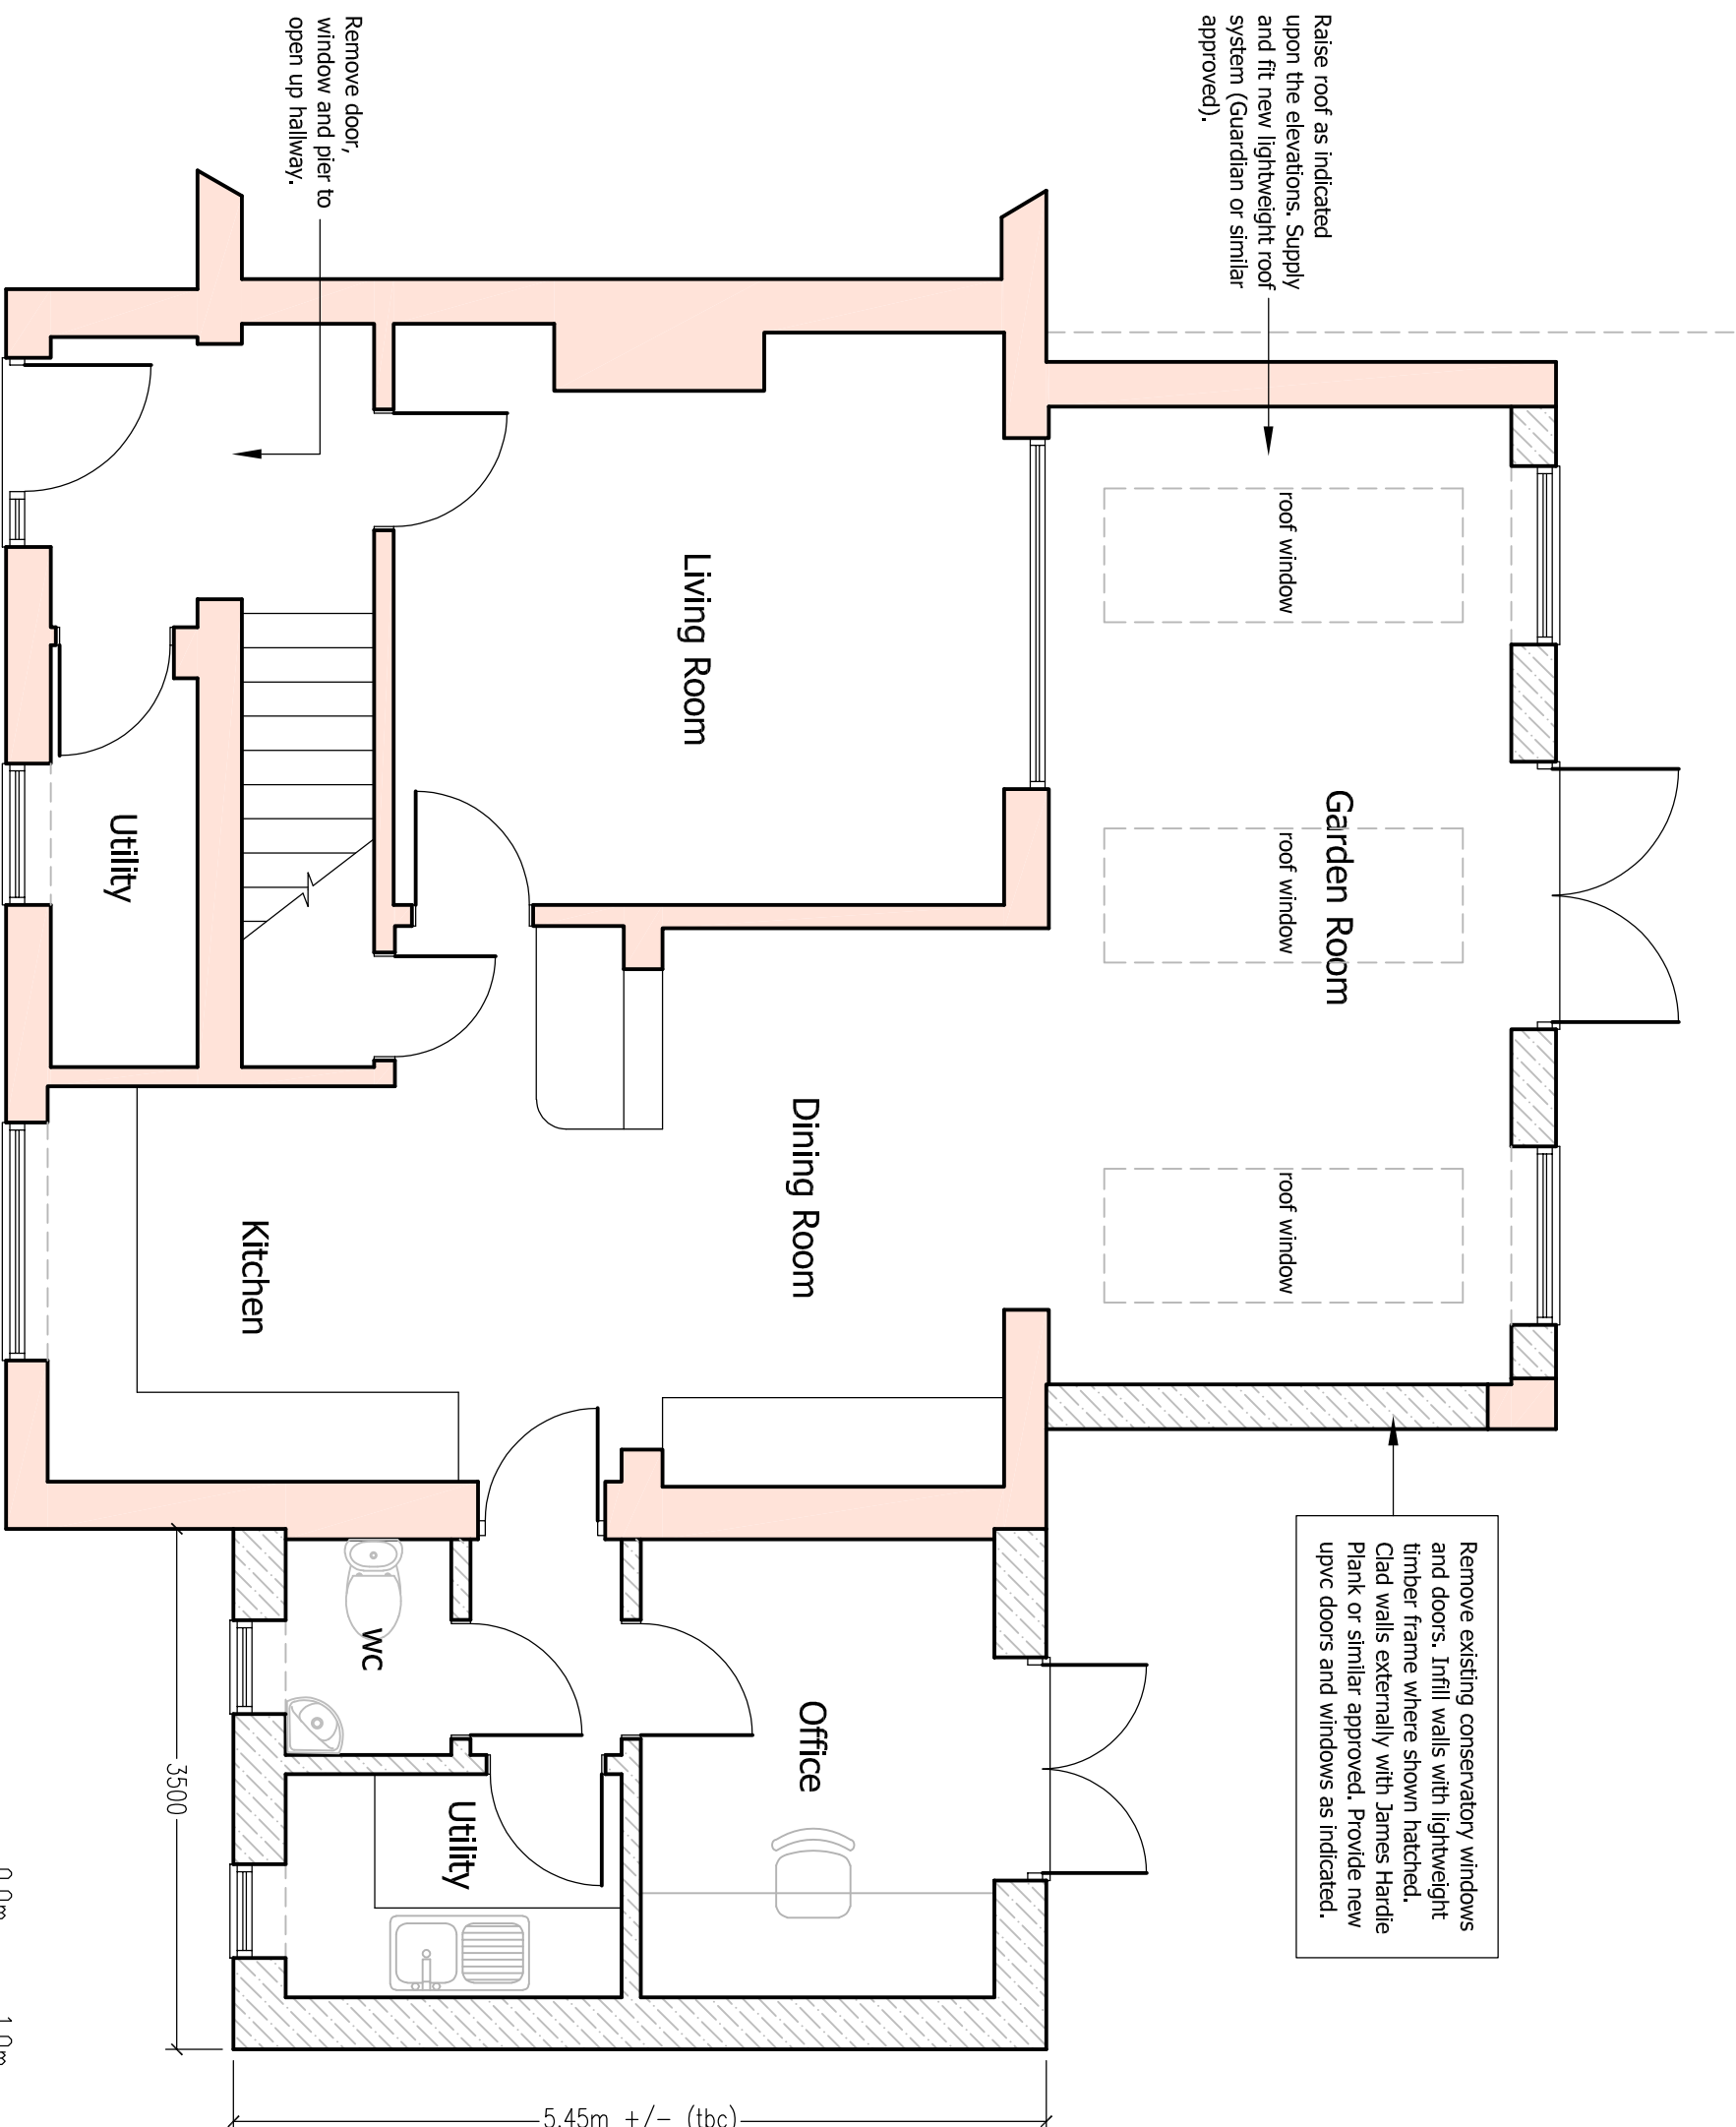 Raise roof as indicated
upon the elevations. Supply
and fit new lightweight roof
system (Guardian or similar
approved).
Remove door,
window and pier to
open up hallway.
roof window
Garden Room
roof window
roof window
Living Room
Utility
Dining Room
Kitchen
Remove existing conservatory windows
and doors. Infill walls with lightweight
timber frame where shown hatched.
Clad walls externally with James Hardie
Plank or similar approved. Provide new
upvc doors and windows as indicated.
Office
wc
Utility
3500
5.45m +/- (tbc)
0.0m
1.0m